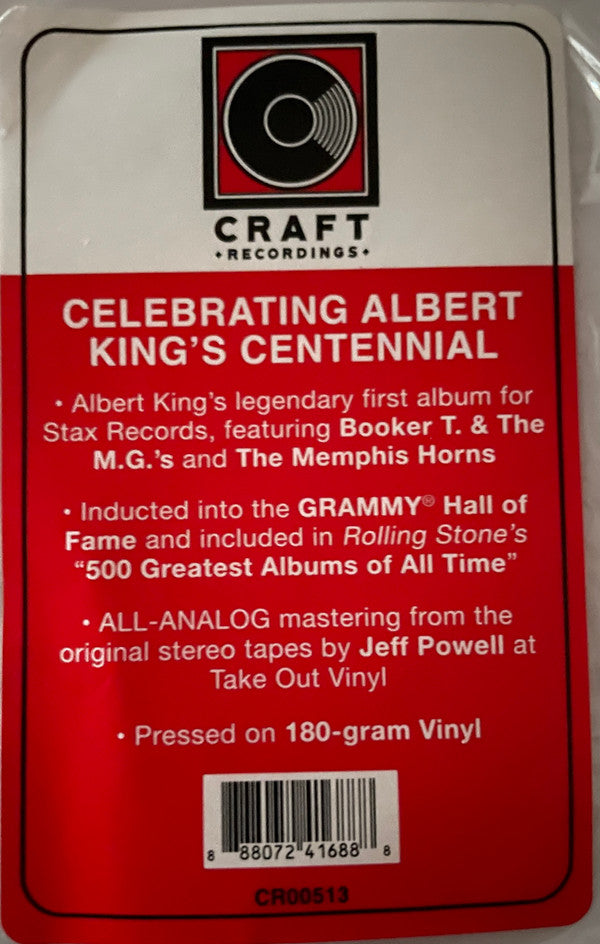 CRAFT
•RECORDINGS•
CELEBRATING ALBERT
KING'S CENTENNIAL
• Albert King's legendary first album for
Stax Records, featuring Booker T. & The
M.G.'s and The Memphis Horns
• Inducted into the GRAMMY® Hall of
Fame and included in Rolling Stone's
"500 Greatest Albums of All Time"
• ALL-ANALOG mastering from the
original stereo tapes by Jeff Powell at
Take Out Vinyl
• Pressed on 180-gram Vinyl
8 88072 41688 8
CR00513